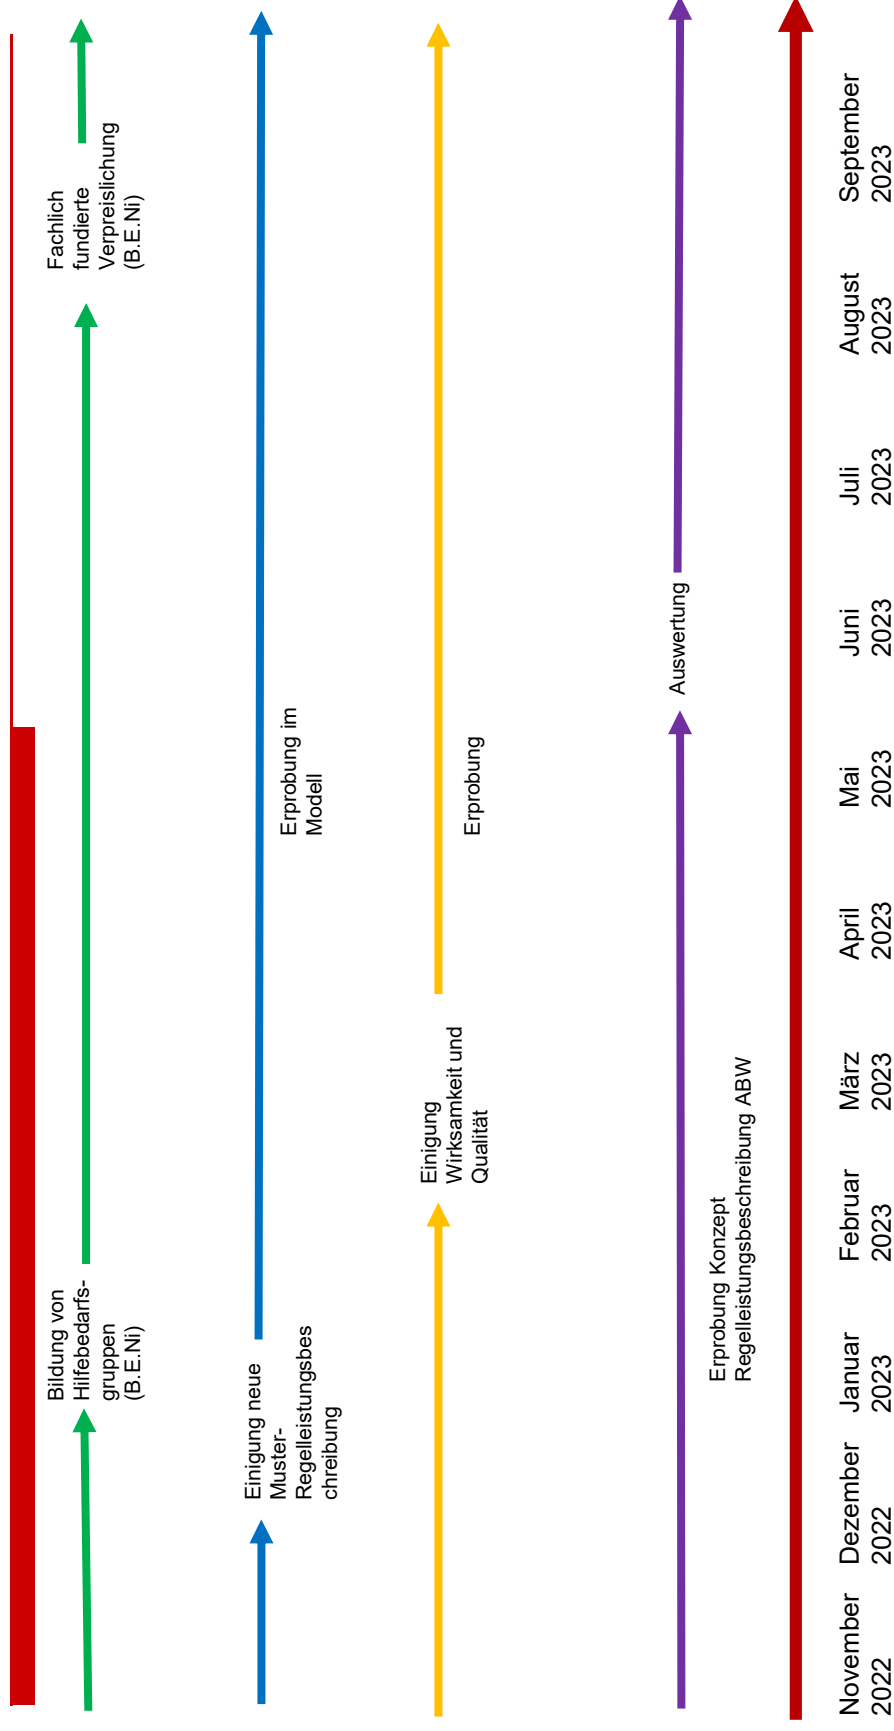 Bildung von
Hilfebedarfs-
gruppen
(B.E.Ni)
Fachlich
fundierte
Verpreislichung
(B.E.Ni)
Einigung neue
Muster-
Regelleistungsbes
chreibung
Erprobung im
Modell
Einigung
Wirksamkeit und
Qualität
Erprobung
Auswertung
Erprobung Konzept
Regelleistungsbeschreibung ABW
November
2022
Dezember
2022
Januar
2023
Februar
2023
März
2023
April
2023
Mai
2023
Juni
2023
Juli
2023
August
2023
September
2023